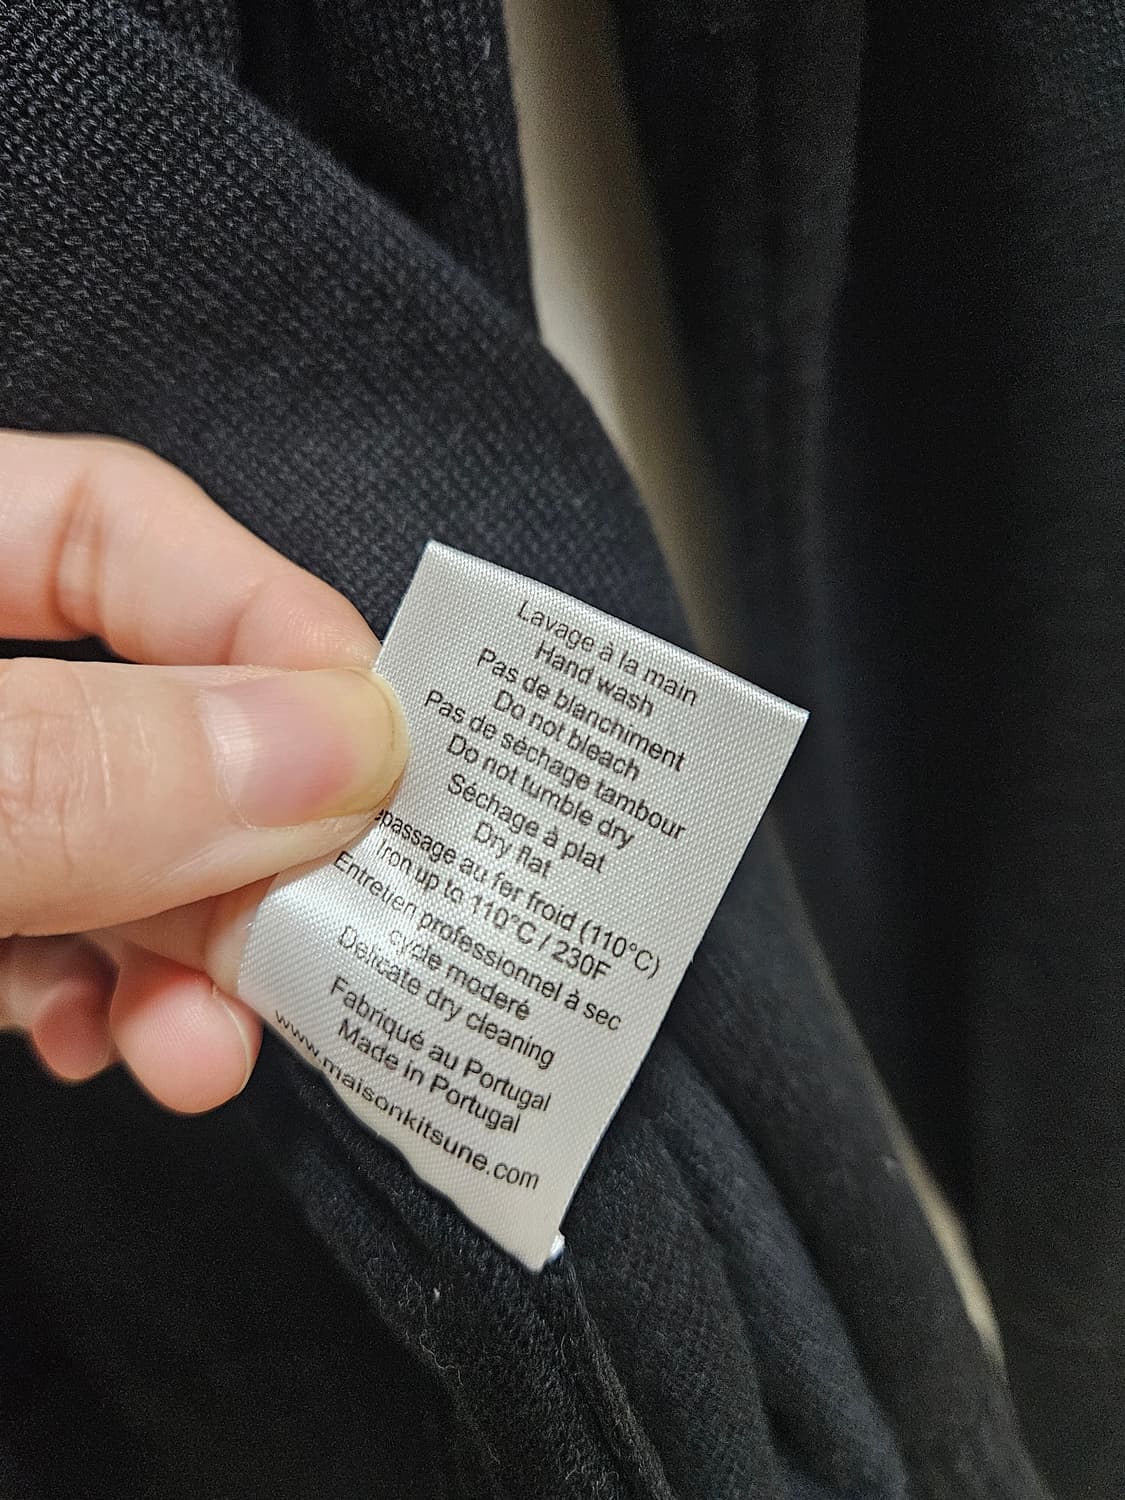 Lavage à la main
Hand wash
Pas de blanchiment
Do not bleach
Pas de séchage tambour
Do not tumble dry
Séchage à plat
Dry flat
epassage au fer froid (110°C)
Iron up to 110°C / 230F
Entretien professionnel à sec
cycle moderé
Delicate dry cleaning
Fabriqué au Portugal
Made in Portugal
www.maisonkitsune.com